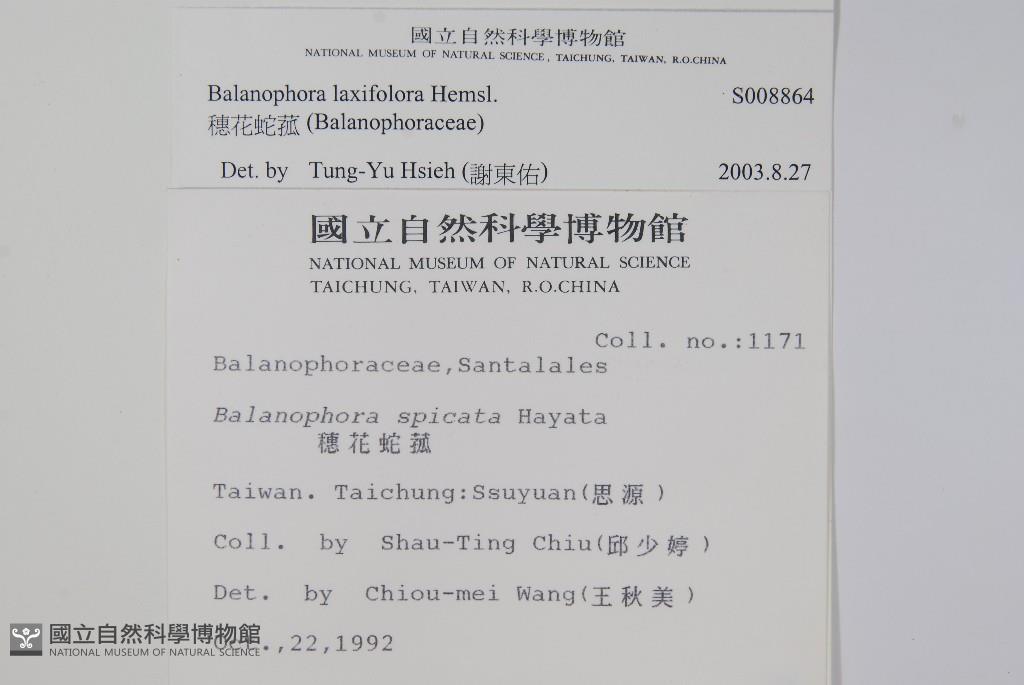 國立自然科學博物館
NATIONAL MUSEUM OF NATURAL SCIENCE, TAICHUNG, TAIWAN, R.O.CHINA
Balanophora laxifolora Hemsl. S008864
穗花蛇菰 (Balanophoraceae)
Det. by Tung-Yu Hsieh (謝東佑) 2003.8.27
國立自然科學博物館
NATIONAL MUSEUM OF NATURAL SCIENCE
TAICHUNG, TAIWAN, R.O.CHINA
Coll. no.:1171
Balanophoraceae,Santalales
Balanophora spicata Hayata
穗花蛇菰
Taiwan. Taichung:Ssuyuan(思源)
Coll. by Shau-Ting Chiu(邱少婷)
Det. by Chiou-mei Wang(王秋美)
,22,1992
國立自然科學博物館
NATIONAL MUSEUM OF NATURAL SCIENCE